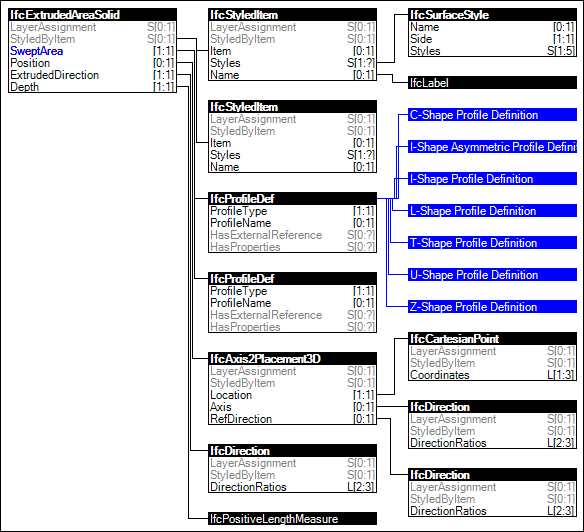 IfcExtrudedAreaSolid
LayerAssignment S[0:1]
StyledByItem S[0:1]
SweptArea [1:1]
Position [0:1]
ExtrudedDirection [1:1]
Depth [1:1]
IfcStyledItem
LayerAssignment S[0:1]
StyledByItem S[0:1]
Item [0:1]
Styles S[1:?]
Name [0:1]
IfcStyledItem
LayerAssignment S[0:1]
StyledByItem S[0:1]
Item [0:1]
Styles S[1:?]
Name [0:1]
IfcProfileDef
ProfileType [1:1]
ProfileName [0:1]
HasExternalReference S[0:?]
HasProperties S[0:?]
IfcProfileDef
ProfileType [1:1]
ProfileName [0:1]
HasExternalReference S[0:?]
HasProperties S[0:?]
IfcAxis2Placement3D
LayerAssignment S[0:1]
StyledByItem S[0:1]
Location [1:1]
Axis [0:1]
RefDirection [0:1]
IfcDirection
LayerAssignment S[0:1]
StyledByItem S[0:1]
DirectionRatios L[2:3]
IfcPositiveLengthMeasure
IfcSurfaceStyle
Name [0:1]
Side [1:1]
Styles S[1:5]
IfcLabel
C-Shape Profile Definition
I-Shape Asymmetric Profile Defini
I-Shape Profile Definition
L-Shape Profile Definition
T-Shape Profile Definition
U-Shape Profile Definition
Z-Shape Profile Definition
IfcCartesianPoint
LayerAssignment S[0:1]
StyledByItem S[0:1]
Coordinates L[1:3]
IfcDirection
LayerAssignment S[0:1]
StyledByItem S[0:1]
DirectionRatios L[2:3]
IfcDirection
LayerAssignment S[0:1]
StyledByItem S[0:1]
DirectionRatios L[2:3]